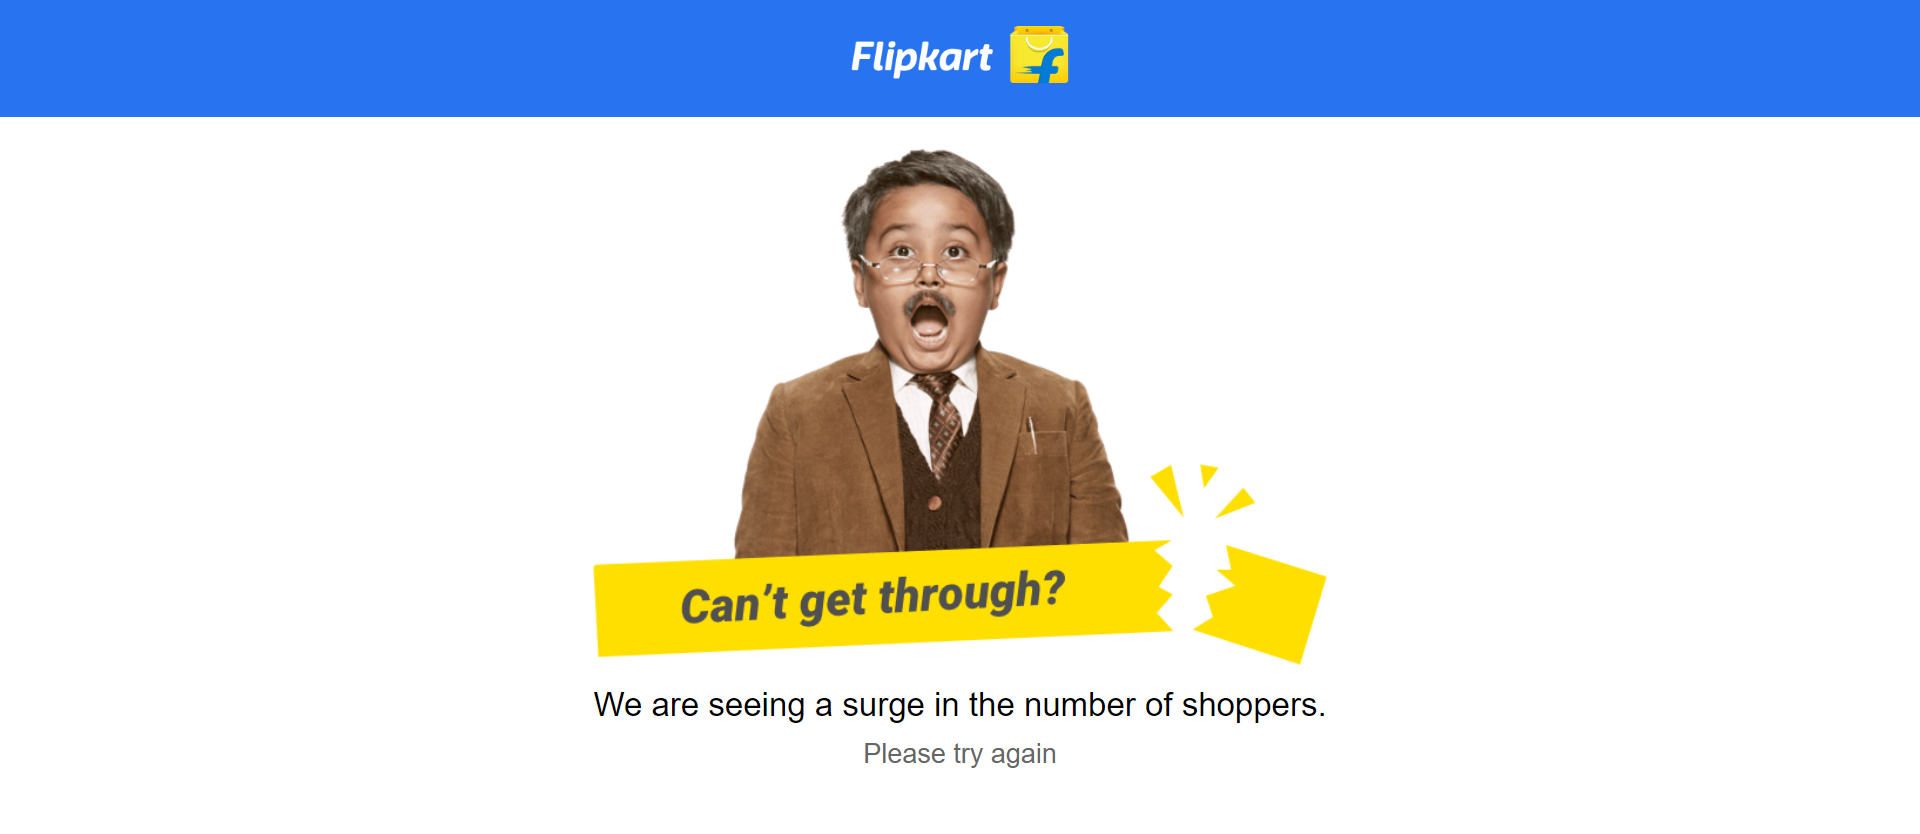 Flipkart
Can't get through?
We are seeing a surge in the number of shoppers.
Please try again